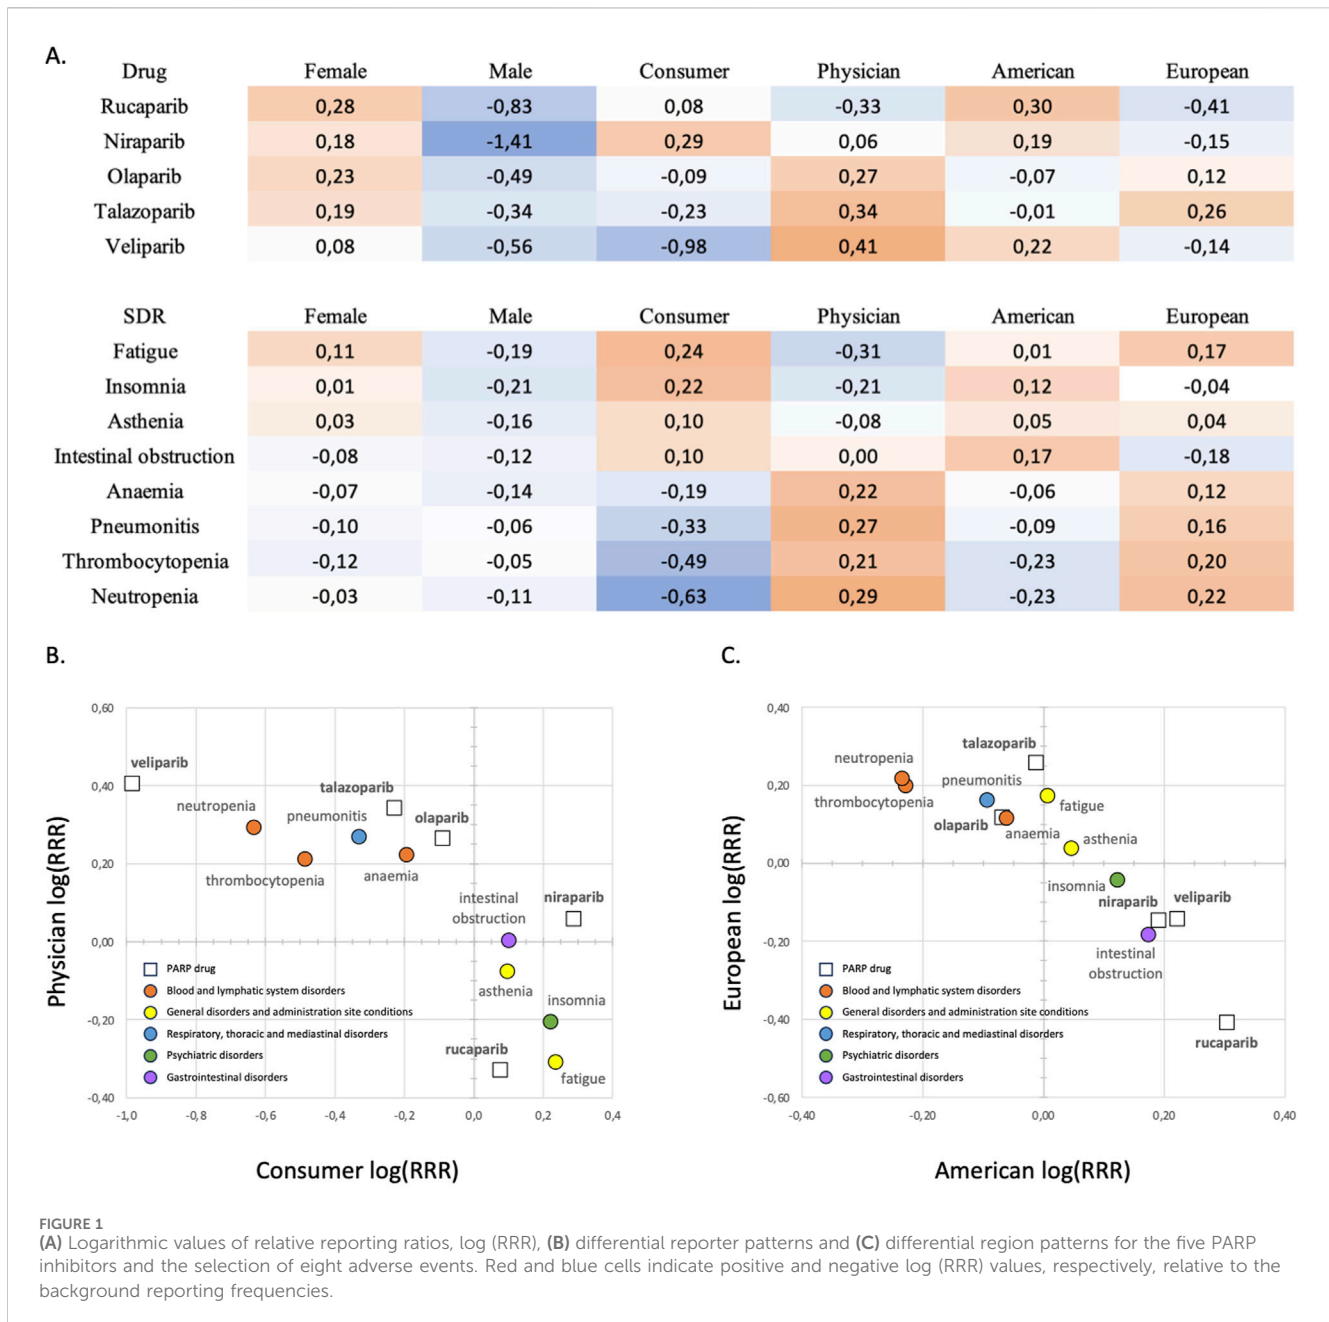 A.
Drug Female Male Consumer Physician American European
Rucaparib 0,28 -0,83 0,08 -0,33 0,30 -0,41
Niraparib 0,18 -1,41 0,29 0,06 0,19 -0,15
Olaparib 0,23 -0,49 -0,09 0,27 -0,07 0,12
Talazoparib 0,19 -0,34 -0,23 0,34 -0,01 0,26
Veliparib 0,08 -0,56 -0,98 0,41 0,22 -0,14
SDR Female Male Consumer Physician American European
Fatigue 0,11 -0,19 0,24 -0,31 0,01 0,17
Insomnia 0,01 -0,21 0,22 -0,21 0,12 -0,04
Asthenia 0,03 -0,16 0,10 -0,08 0,05 0,04
Intestinal obstruction -0,08 -0,12 0,10 0,00 0,17 -0,18
Anaemia -0,07 -0,14 -0,19 0,22 -0,06 0,12
Pneumonitis -0,10 -0,06 -0,33 0,27 -0,09 0,16
Thrombocytopenia -0,12 -0,05 -0,49 0,21 -0,23 0,20
Neutropenia -0,03 -0,11 -0,63 0,29 -0,23 0,22
B.
0,60
0,40
0,20
0,00
-0,20
-0,40
Physician log(RRR)
veliparib
neutropenia
talazoparib
pneumonitis
olaparib
thrombocytopenia
anaemia
intestinal
obstruction
niraparib
asthenia
insomnia
rucaparib
fatigue
PARP drug
Blood and lymphatic system disorders
General disorders and administration site conditions
Respiratory, thoracic and mediastinal disorders
Psychiatric disorders
Gastrointestinal disorders
-1,0 -0,8 -0,6 -0,4 -0,2 0,0 0,2 0,4
Consumer log(RRR)
C.
0,40
0,20
0,00
-0,20
-0,40
-0,60
European log(RRR)
talazoparib
neutropenia
pneumonitis
thrombocytopenia
fatigue
olaparib
anaemia
asthenia
insomnia
niraparib
veliparib
intestinal
obstruction
rucaparib
PARP drug
Blood and lymphatic system disorders
General disorders and administration site conditions
Respiratory, thoracic and mediastinal disorders
Psychiatric disorders
Gastrointestinal disorders
-0,40 -0,20 0,00 0,20 0,40
American log(RRR)
FIGURE 1
(A) Logarithmic values of relative reporting ratios, log (RRR), (B) differential reporter patterns and (C) differential region patterns for the five PARP
inhibitors and the selection of eight adverse events. Red and blue cells indicate positive and negative log (RRR) values, respectively, relative to the
background reporting frequencies.